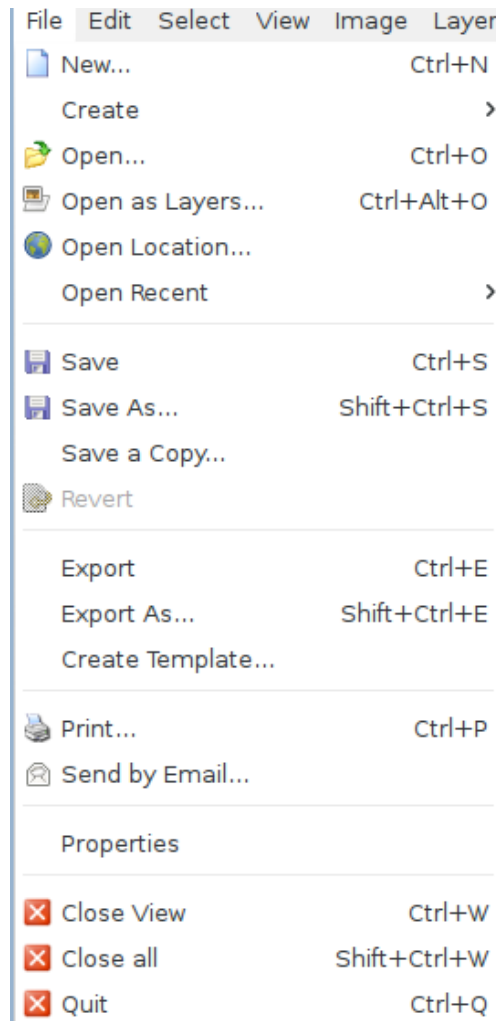 File Edit Select View Image Layer
New... Ctrl+N
Create
Open... Ctrl+O
Open as Layers... Ctrl+Alt+O
Open Location...
Open Recent
Save Ctrl+S
Save As... Shift+Ctrl+S
Save a Copy...
Revert
Export Ctrl+E
Export As... Shift+Ctrl+E
Create Template...
Print... Ctrl+P
Send by Email...
Properties
Close View Ctrl+W
Close all Shift+Ctrl+W
Quit Ctrl+Q